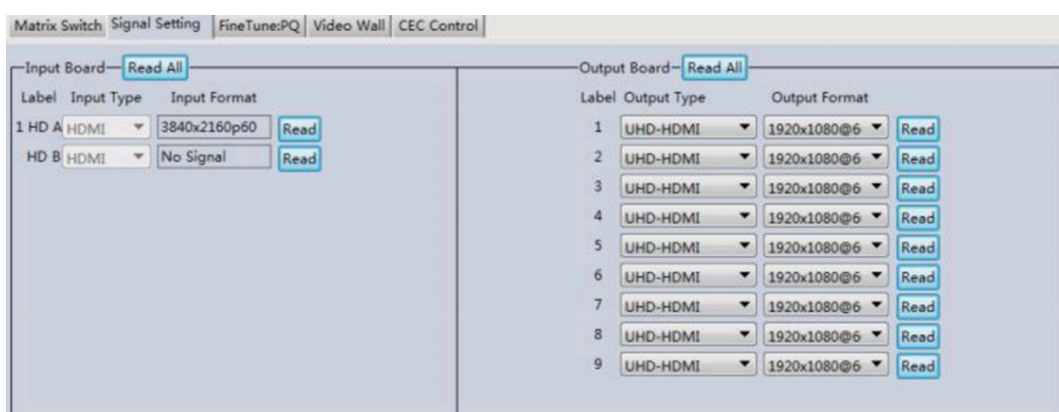 Matrix Switch Signal Setting FineTune:PQ Video Wall CEC Control
Input Board Read All
Label Input Type Input Format
1 HD A HDMI 3840x2160p60 Read
HD B HDMI No Signal Read
Output Board Read All
Label Output Type Output Format
1 UHD-HDMI 1920x1080@6 Read
2 UHD-HDMI 1920x1080@6 Read
3 UHD-HDMI 1920x1080@6 Read
4 UHD-HDMI 1920x1080@6 Read
5 UHD-HDMI 1920x1080@6 Read
6 UHD-HDMI 1920x1080@6 Read
7 UHD-HDMI 1920x1080@6 Read
8 UHD-HDMI 1920x1080@6 Read
9 UHD-HDMI 1920x1080@6 Read